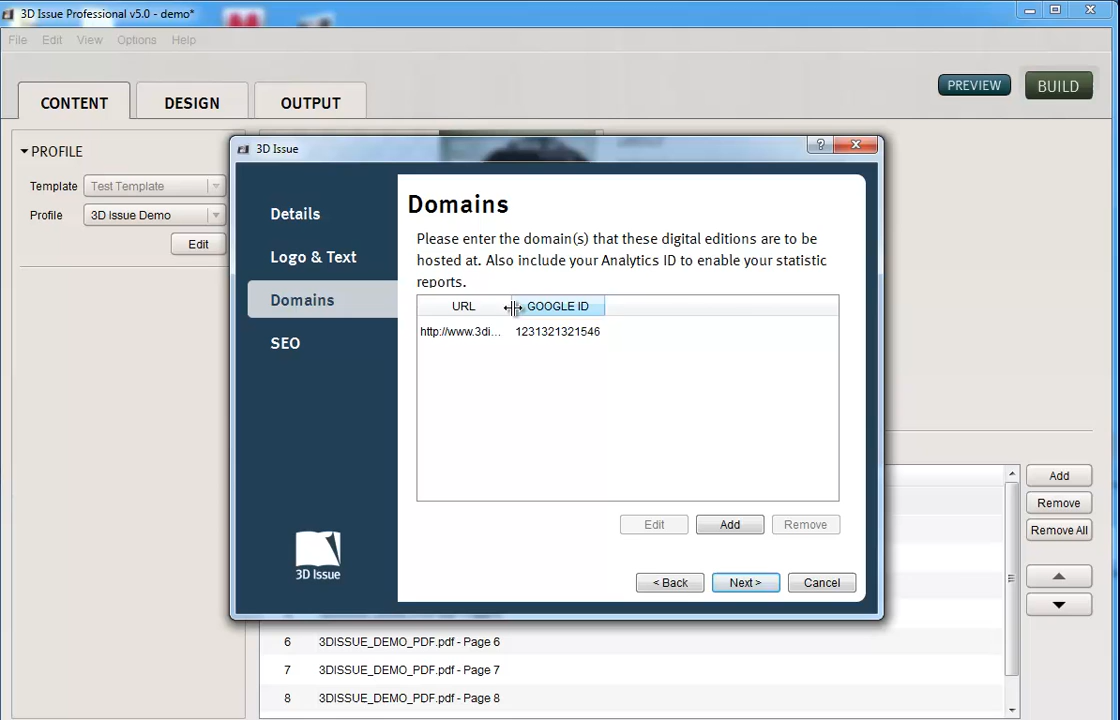 3D Issue Professional v5.0 - demo*
File Edit View Options Help
CONTENT DESIGN OUTPUT PREVIEW BUILD
PROFILE
Template Test Template
Profile 3D Issue Demo
Edit
3D Issue
Details
Logo & Text
Domains
SEO
3D Issue
Domains
Please enter the domain(s) that these digital editions are to be
hosted at. Also include your Analytics ID to enable your statistic
reports.
URL GOOGLE ID
http://www.3di... 1231321321546
Edit Add Remove
< Back Next > Cancel
Add
Remove
Remove All
6 3DISSUE_DEMO_PDF.pdf - Page 6
7 3DISSUE_DEMO_PDF.pdf - Page 7
8 3DISSUE_DEMO_PDF.pdf - Page 8